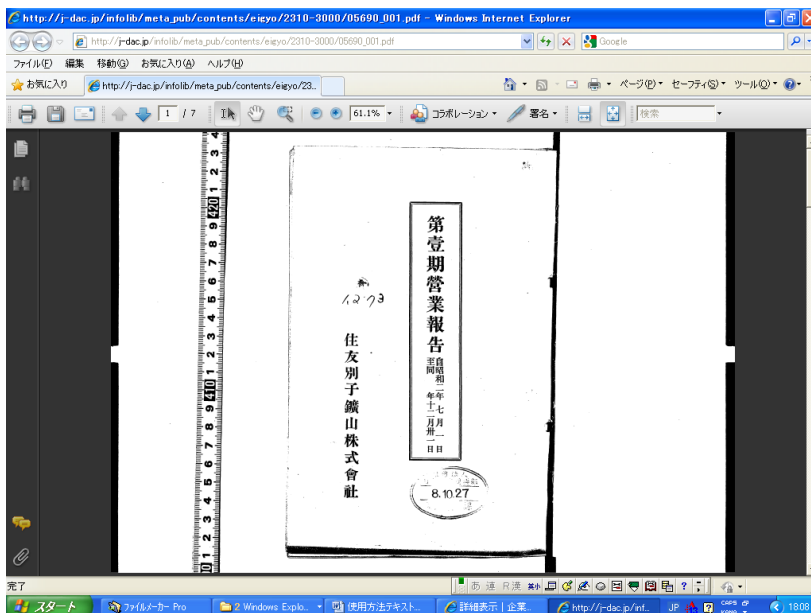 http://j-dac.jp/infolib/meta_pub/contents/eigyo/2310-3000/05690_001.pdf - Windows Internet Explorer
http://j-dac.jp/infolib/meta_pub/contents/eigyo/2310-3000/05690_001.pdf
Google
ファイル(F) 編集 移動(G) お気に入り(A) ヘルプ(H)
お気に入り
http://j-dac.jp/infolib/meta_pub/contents/eigyo/23...
ページ(P) セーフティ(S) ツール(O)
1 / 7
61.1%
コラボレーション
署名
検索
第壹期營業報告
自昭和二年七月一日
至同年十二月卅一日
住友別子鑛山株式會社
8.10.27
完了
あ 連 R漢
スタート
ファイルメーカー Pro
2 Windows Explo...
使用方法テキスト...
詳細表示 | 企業...
http://j-dac.jp/inf...
JP
CAPS
KANA
18:08